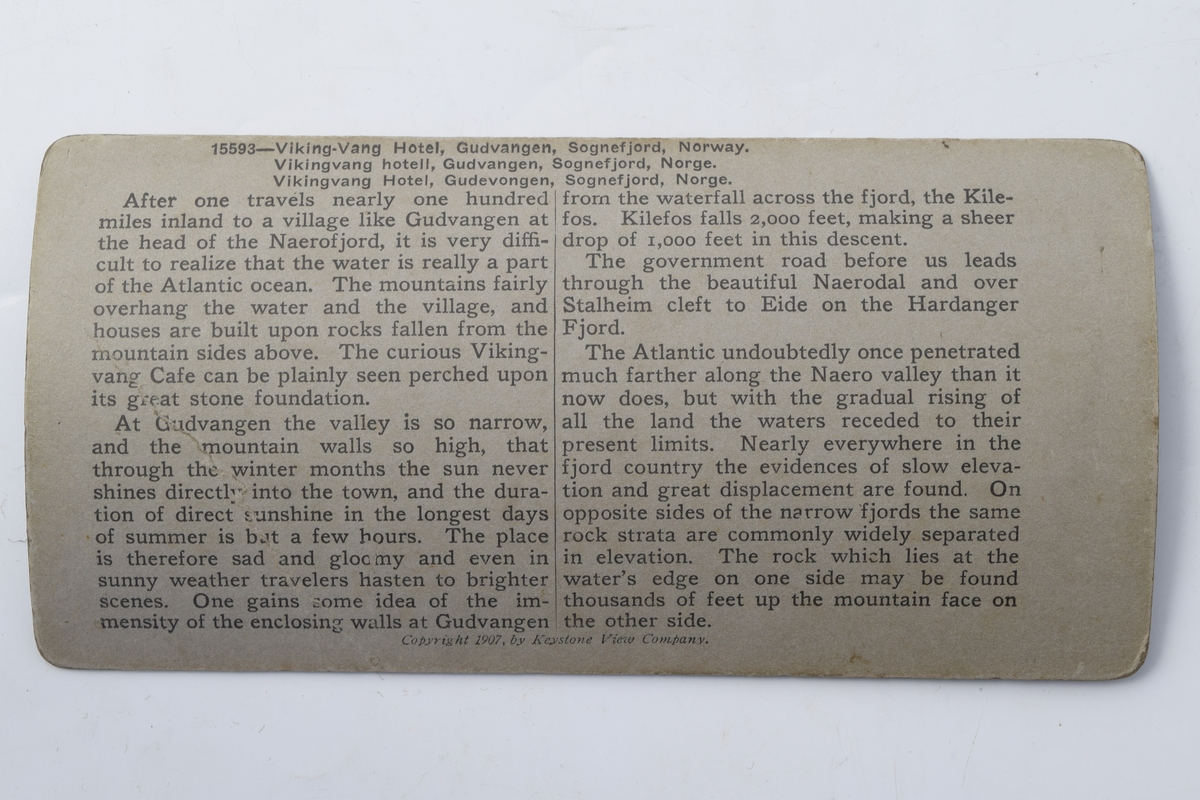 15593—Viking-Vang Hotel, Gudvangen, Sognefjord, Norway.
Vikingvang hotell, Gudvangen, Sognefjord, Norge.
Vikingvang Hotel, Gudevongen, Sognefjord, Norge.
After one travels nearly one hundred
miles inland to a village like Gudvangen at
the head of the Naerofjord, it is very diffi-
cult to realize that the water is really a part
of the Atlantic ocean. The mountains fairly
overhang the water and the village, and
houses are built upon rocks fallen from the
mountain sides above. The curious Viking-
vang Cafe can be plainly seen perched upon
its great stone foundation.
At Gudvangen the valley is so narrow,
and the mountain walls so high, that
through the winter months the sun never
shines directly into the town, and the dura-
tion of direct sunshine in the longest days
of summer is but a few hours. The place
is therefore sad and gloomy and even in
sunny weather travelers hasten to brighter
scenes. One gains some idea of the im-
mensity of the enclosing walls at Gudvangen
from the waterfall across the fjord, the Kile-
fos. Kilefos falls 2,000 feet, making a sheer
drop of 1,000 feet in this descent.
The government road before us leads
through the beautiful Naerodal and over
Stalheim cleft to Eide on the Hardanger
Fjord.
The Atlantic undoubtedly once penetrated
much farther along the Naero valley than it
now does, but with the gradual rising of
all the land the waters receded to their
present limits. Nearly everywhere in the
fjord country the evidences of slow eleva-
tion and great displacement are found. On
opposite sides of the narrow fjords the same
rock strata are commonly widely separated
in elevation. The rock which lies at the
water's edge on one side may be found
thousands of feet up the mountain face on
the other side.
Copyright 1907, by Keystone View Company.